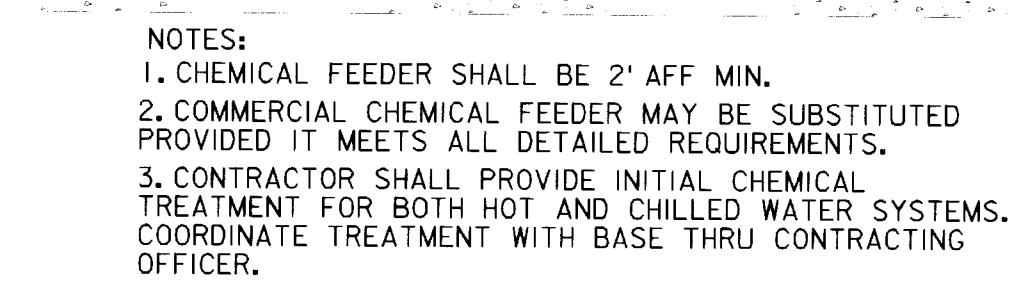 NOTES:
1. CHEMICAL FEEDER SHALL BE 2' AFF MIN.
2. COMMERCIAL CHEMICAL FEEDER MAY BE SUBSTITUTED
PROVIDED IT MEETS ALL DETAILED REQUIREMENTS.
3. CONTRACTOR SHALL PROVIDE INITIAL CHEMICAL
TREATMENT FOR BOTH HOT AND CHILLED WATER SYSTEMS.
COORDINATE TREATMENT WITH BASE THRU CONTRACTING
OFFICER.